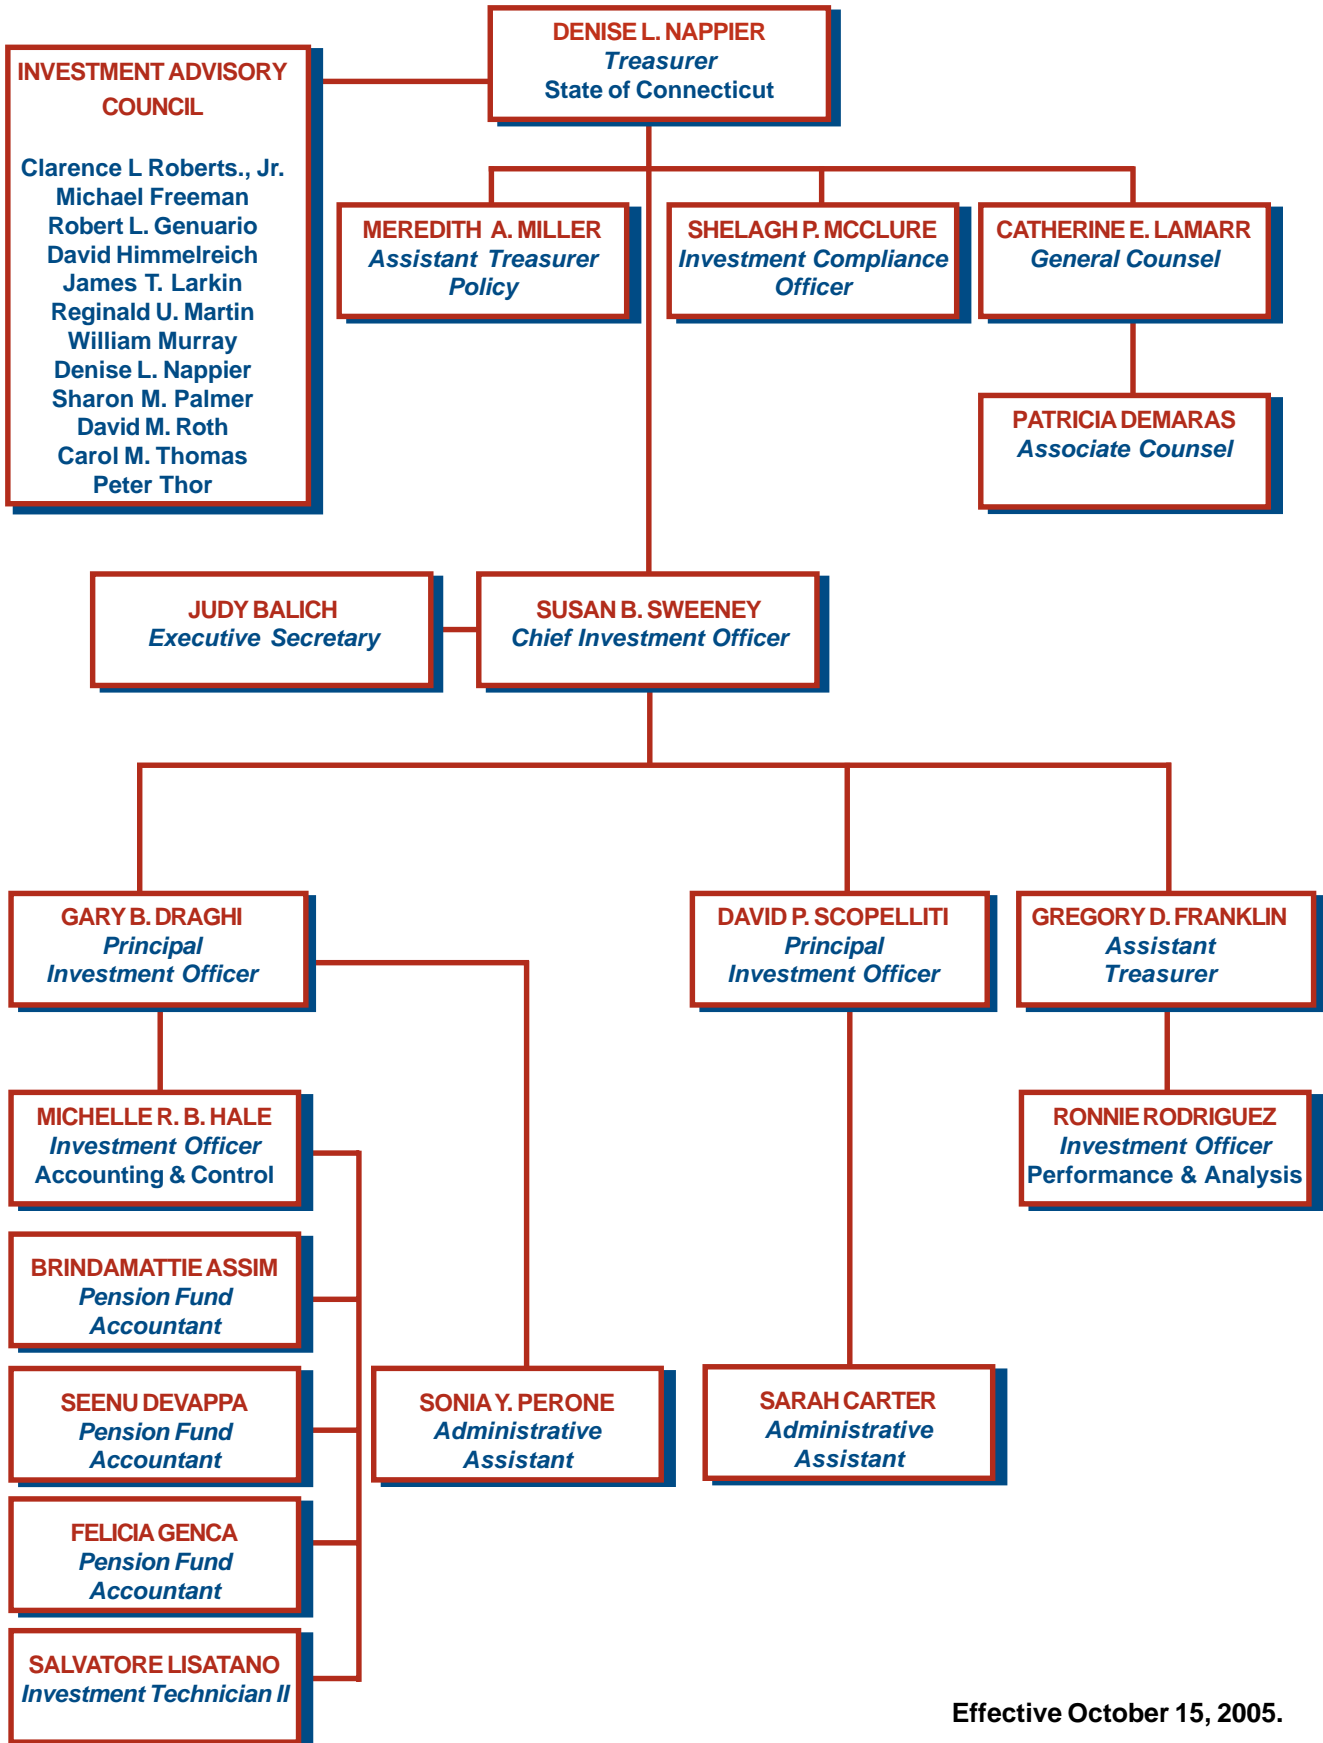 DENISE L. NAPPIER
Treasurer
State of Connecticut
INVESTMENT ADVISORY
COUNCIL
Clarence L Roberts., Jr.
Michael Freeman
Robert L. Genuario
David Himmelreich
James T. Larkin
Reginald U. Martin
William Murray
Denise L. Nappier
Sharon M. Palmer
David M. Roth
Carol M. Thomas
Peter Thor
MEREDITH A. MILLER
Assistant Treasurer
Policy
SHELAGH P. MCCLURE
Investment Compliance
Officer
CATHERINE E. LAMARR
General Counsel
PATRICIA DEMARAS
Associate Counsel
JUDY BALICH
Executive Secretary
SUSAN B. SWEENEY
Chief Investment Officer
GARY B. DRAGHI
Principal
Investment Officer
DAVID P. SCOPELLITI
Principal
Investment Officer
GREGORY D. FRANKLIN
Assistant
Treasurer
MICHELLE R. B. HALE
Investment Officer
Accounting & Control
RONNIE RODRIGUEZ
Investment Officer
Performance & Analysis
BRINDAMATTIE ASSIM
Pension Fund
Accountant
SEENU DEVAPPA
Pension Fund
Accountant
SONIA Y. PERONE
Administrative
Assistant
SARAH CARTER
Administrative
Assistant
FELICIA GENCA
Pension Fund
Accountant
SALVATORE LISATANO
Investment Technician II
Effective October 15, 2005.